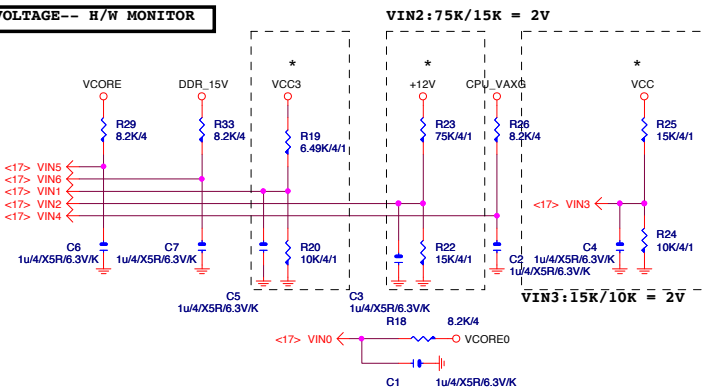 VOLTAGE-- H/W MONITOR
VIN2:75K/15K = 2V
* * *
VCORE DDR_15V VCC3 +12V CPU_VAXG VCC
R29
8.2K/4
R33
8.2K/4
R19
6.49K/4/1
R23
75K/4/1
R26
8.2K/4
R25
15K/4/1
<17> VIN5
<17> VIN6
<17> VIN1
<17> VIN2
<17> VIN4
<17> VIN3
C6
1u/4/X5R/6.3V/K
C7
1u/4/X5R/6.3V/K
R20
10K/4/1
R22
15K/4/1
C2
1u/4/X5R/6.3V/K
C4
1u/4/X5R/6.3V/K
R24
10K/4/1
C5
1u/4/X5R/6.3V/K
C3
1u/4/X5R/6.3V/K
VIN3:15K/10K = 2V
R18 8.2K/4
<17> VIN0 VCORE0
C1 1u/4/X5R/6.3V/K